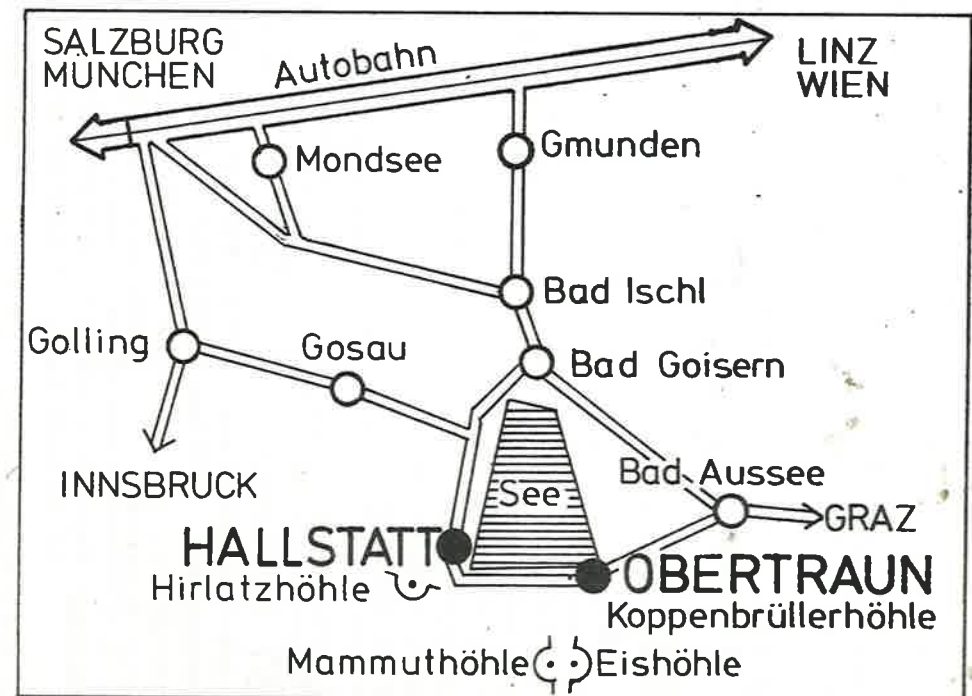 SALZBURG
MÜNCHEN
Autobahn
LINZ
WIEN
Mondsee
Gmunden
Bad Ischl
Golling
Gosau
Bad Goisern
INNSBRUCK
See
Bad Aussee
GRAZ
HALLSTATT
Hirlatzhöhle
OBERTRAUN
Koppenbrüllerhöhle
Mammuthöhle
Eishöhle